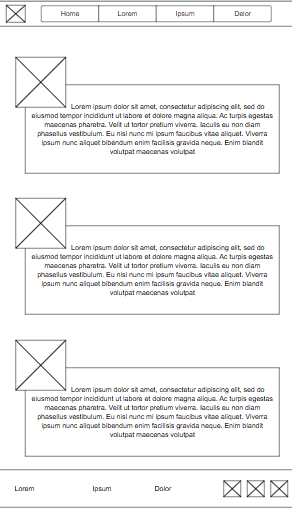 Home Lorem Ipsum Dolor
Lorem ipsum dolor sit amet, consectetur adipiscing elit, sed do
eiusmod tempor incididunt ut labore et dolore magna aliqua. Ac turpis egestas
maecenas pharetra. Velit ut tortor pretium viverra. Iaculis eu non diam
phasellus vestibulum. Eu nisl nunc mi ipsum faucibus vitae aliquet. Viverra
ipsum nunc aliquet bibendum enim facilisis gravida neque. Enim blandit
volutpat maecenas volutpat
Lorem ipsum dolor sit amet, consectetur adipiscing elit, sed do
eiusmod tempor incididunt ut labore et dolore magna aliqua. Ac turpis egestas
maecenas pharetra. Velit ut tortor pretium viverra. Iaculis eu non diam
phasellus vestibulum. Eu nisl nunc mi ipsum faucibus vitae aliquet. Viverra
ipsum nunc aliquet bibendum enim facilisis gravida neque. Enim blandit
volutpat maecenas volutpat
Lorem ipsum dolor sit amet, consectetur adipiscing elit, sed do
eiusmod tempor incididunt ut labore et dolore magna aliqua. Ac turpis egestas
maecenas pharetra. Velit ut tortor pretium viverra. Iaculis eu non diam
phasellus vestibulum. Eu nisl nunc mi ipsum faucibus vitae aliquet. Viverra
ipsum nunc aliquet bibendum enim facilisis gravida neque. Enim blandit
volutpat maecenas volutpat
Lorem Ipsum Dolor